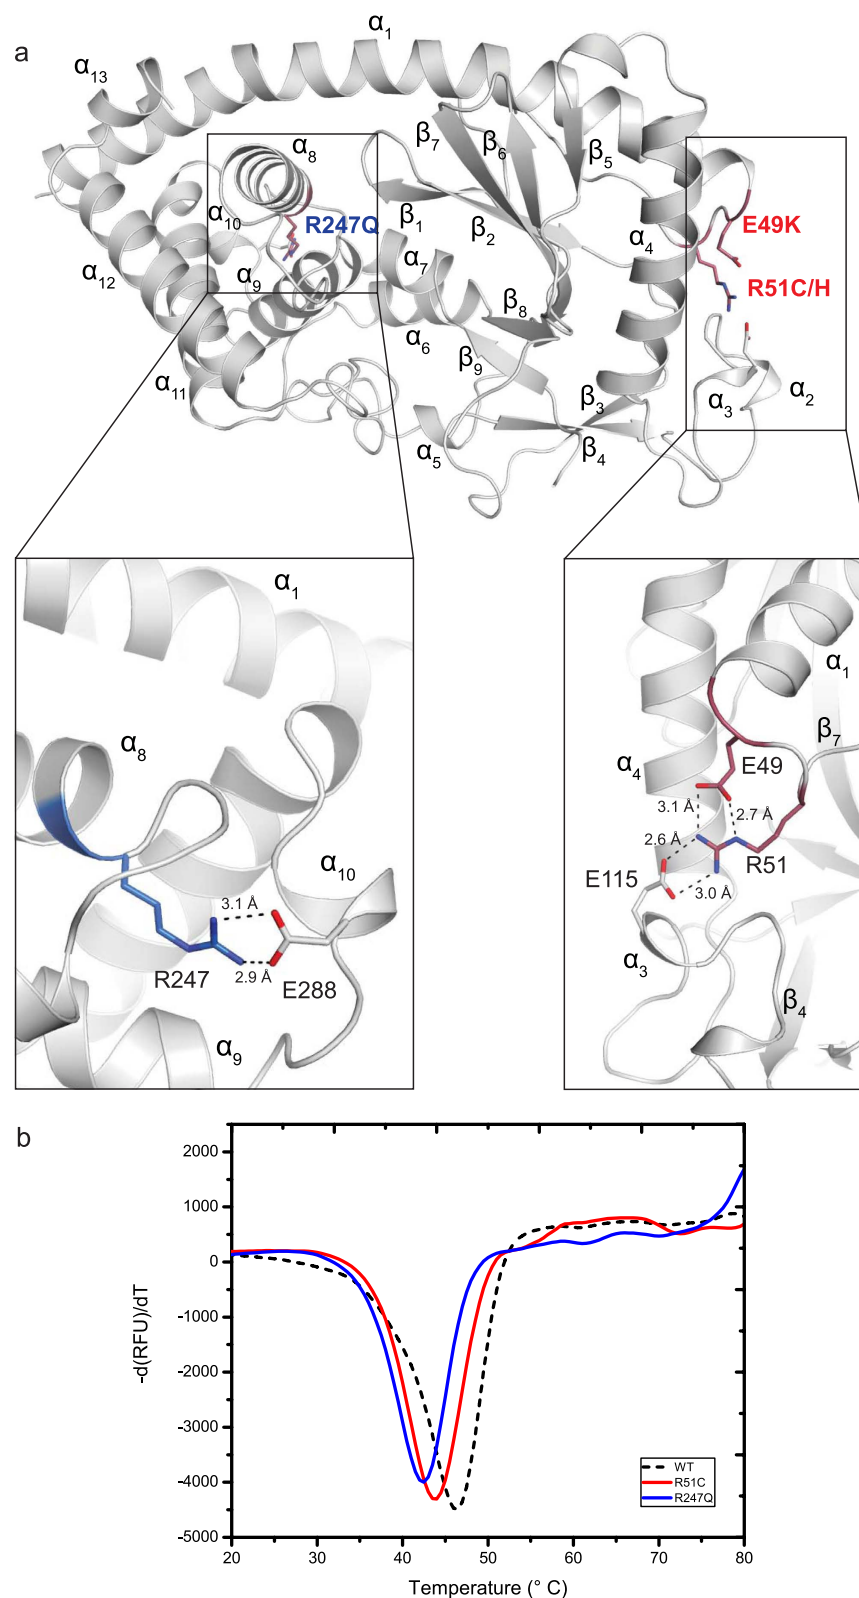 a
α1
α13
α8
β7
β6
β5
E49K
α10
R247Q
β1
β2
α4
α12
α9
α7
R51C/H
β8
α6
β9
α11
β3
α3
α2
α5
β4
α1
α8
α10
3.1 Å
R247
2.9 Å
E288
α9
α1
β7
α4
E49
3.1 Å
2.7 Å
2.6 Å
R51
E115
3.0 Å
α3
β4
b
2000
1000
0
-1000
-2000
-3000
-4000
-5000
-d(RFU)/dT
WT
R51C
R247Q
20
30
40
50
60
70
80
Temperature (° C)